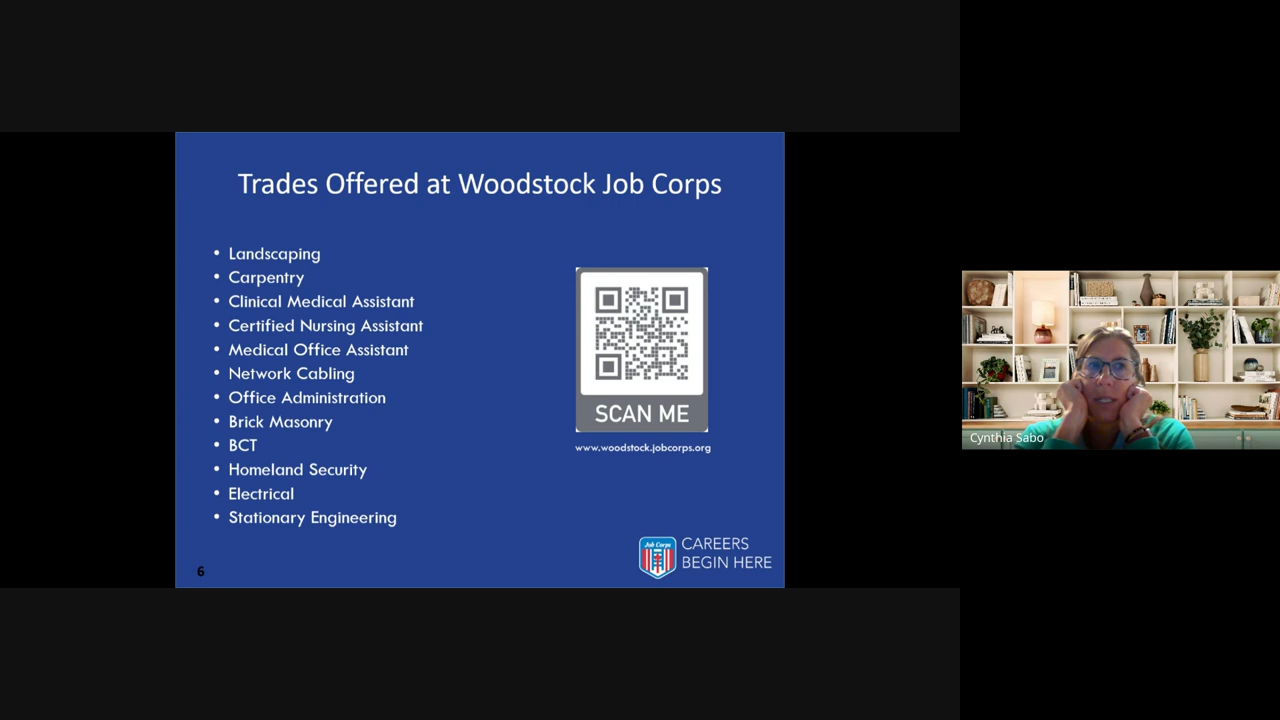 Trades Offered at Woodstock Job Corps
• Landscaping
• Carpentry
• Clinical Medical Assistant
• Certified Nursing Assistant
• Medical Office Assistant
• Network Cabling
• Office Administration
• Brick Masonry
• BCT
• Homeland Security
• Electrical
• Stationary Engineering
SCAN ME
www.woodstock.jobcorps.org
Job Corps
CAREERS
BEGIN HERE
6
Cynthia Sabo